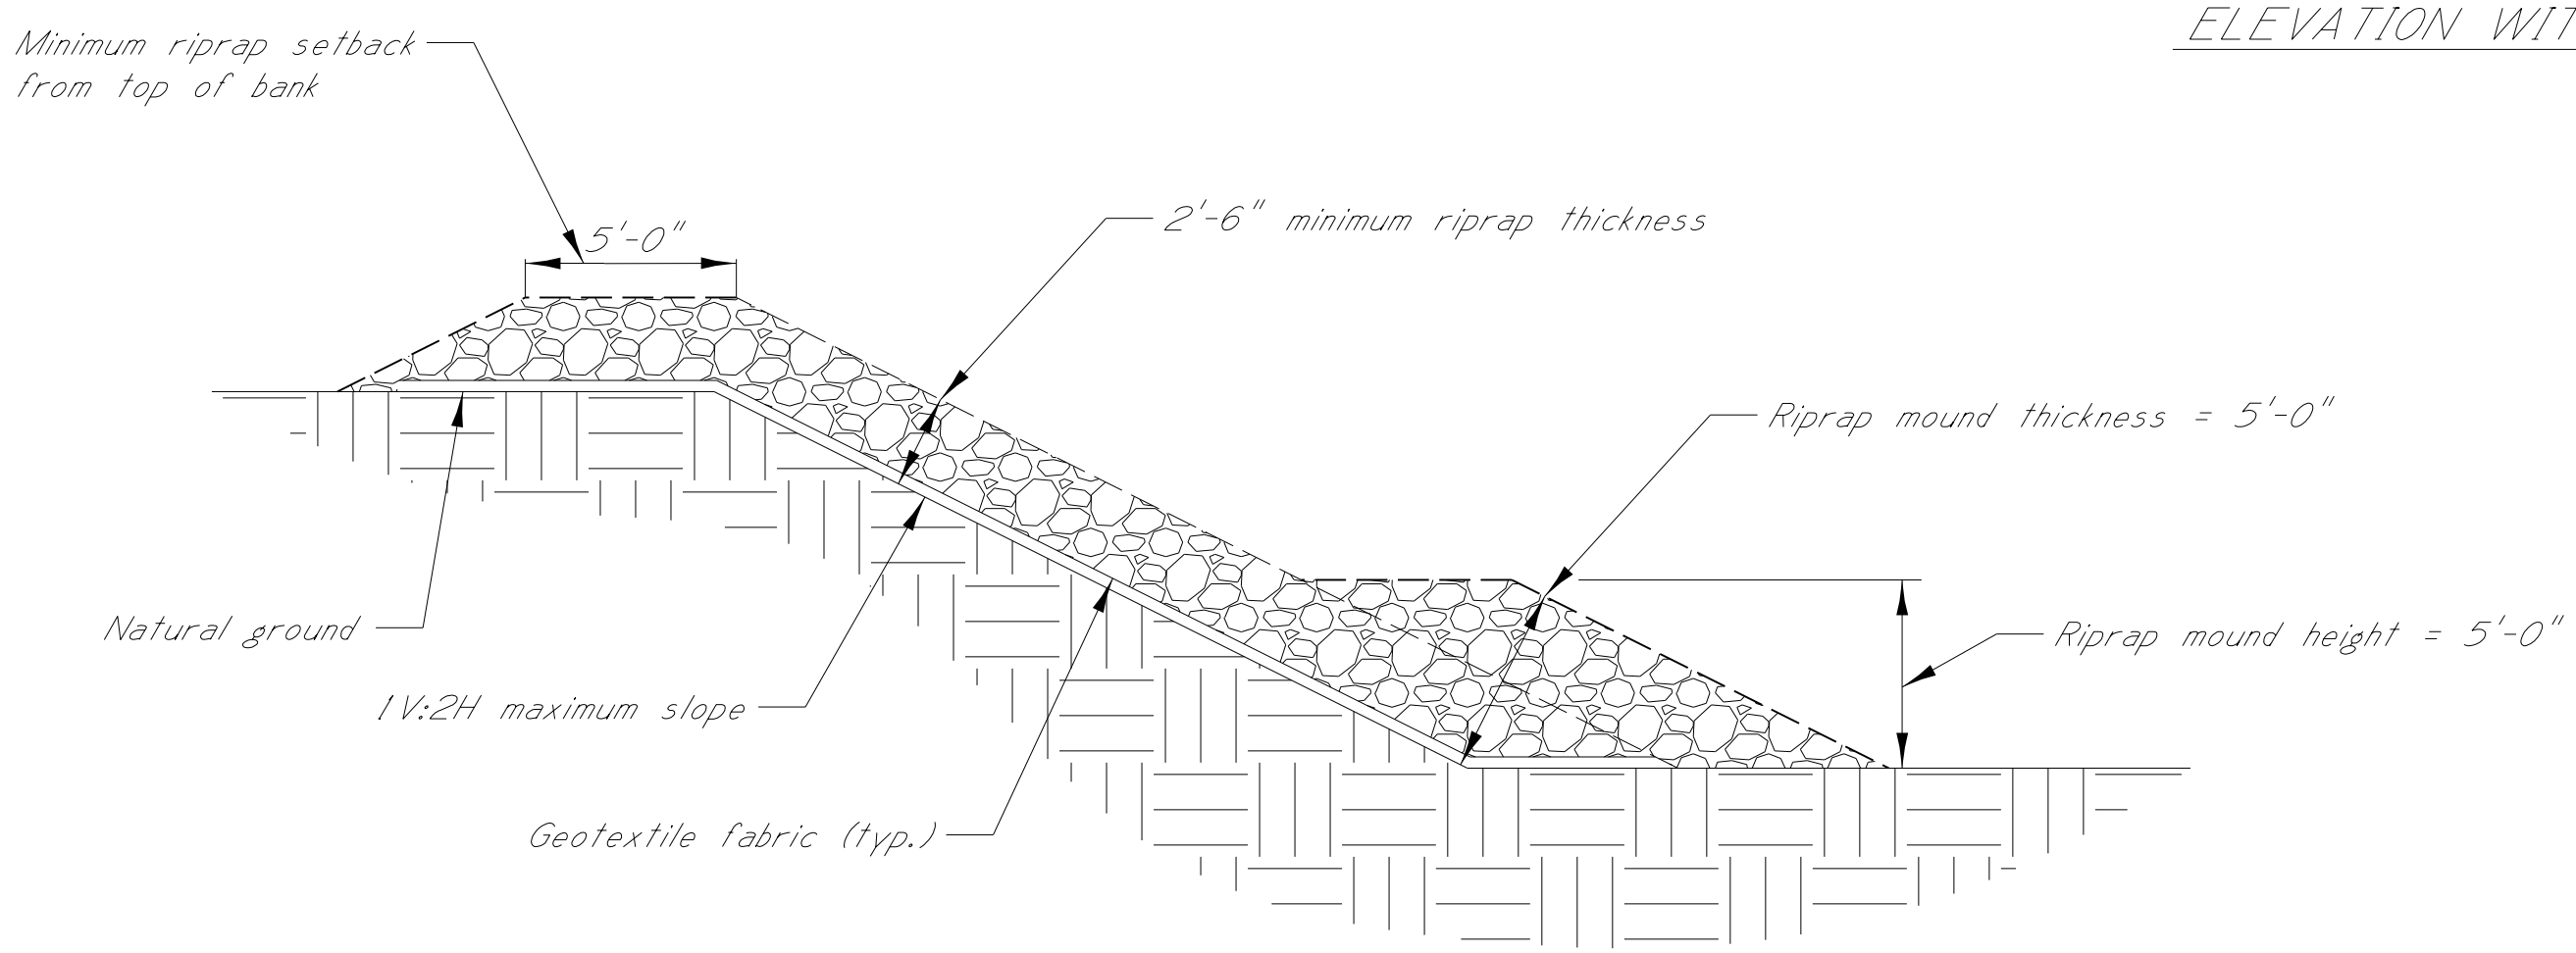 ELEVATION WIT
Minimum riprap setback
from top of bank
5'-0"
2'-6" minimum riprap thickness
Riprap mound thickness = 5'-0"
Natural ground
Riprap mound height = 5'-0"
1V:2H maximum slope
Geotextile fabric (typ.)